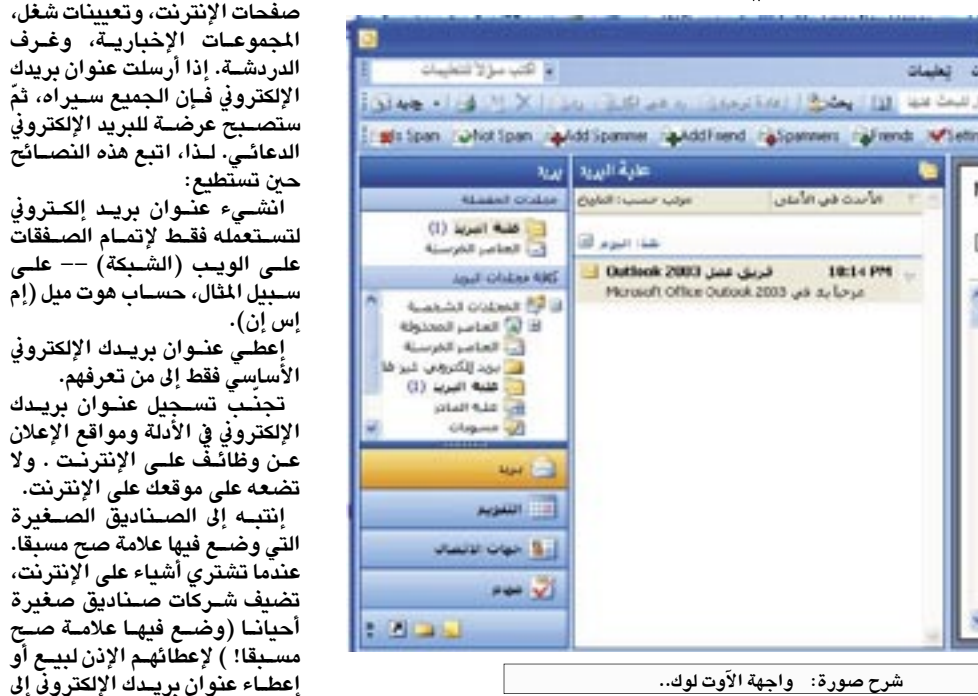 صفحات الإنترنت، وتعيينات شغل،
المجموعات الإخبارية، وغرف
الدردشة. إذا أرسلت عنوان بريدك
الإلكتروني فإن الجميع سيراه، ثمّ
ستصبح عرضة للبريد الإلكتروني
الدعائي. لذا، اتبع هذه النصائح
حين تستطيع:
انشيء عنوان بريد إلكتروني
لتستعمله فقط لإتمام الصفقات
على الويب (الشبكة) -– على
سبيل المثال، حساب هوت ميل (إم
إس إن).
إعطي عنوان بريدك الإلكتروني
الأساسي فقط إلى من تعرفهم.
تجنّب تسجيل عنوان بريدك
الإلكتروني في الأدلة ومواقع الإعلان
عن وظائف على الإنترنت . ولا
تضعه على موقعك على الإنترنت.
إنتبه إلى الصناديق الصغيرة
التي وضع فيها علامة صح مسبقا.
عندما تشتري أشياء على الإنترنت،
تضيف شركات صناديق صغيرة
أحيانا (وضع فيها علامة صح
مسبقا! ) لإعطائهم الإذن لبيع أو
إعطاء عنوان بريدك الإلكتروني إلى
تعليمات
اكتب سؤالاً للتعليمات
بحث
جديد
Is Spam Not Spam Add Spammer Add Friend Spammers Friends
علبة البريد
مرتب حسب: التاريخ
الأحدث في الأعلى
هذا اليوم
فريق عمل Outlook 2003 10:14 PM
مرحباً بك في Microsoft Office Outlook 2003
بريد
مجلدات المفضلة
علبة البريد (1)
العناصر المرسلة
كافة مجلدات البريد
المجلدات الشخصية
العناصر المحذوفة
العناصر المرسلة
بريد إلكتروني غير ها
علبة البريد (1)
علبة الصادر
مسودات
بريد
التقويم
جهات الاتصال
مهام
شرح صورة: واجهة الآوت لوك..